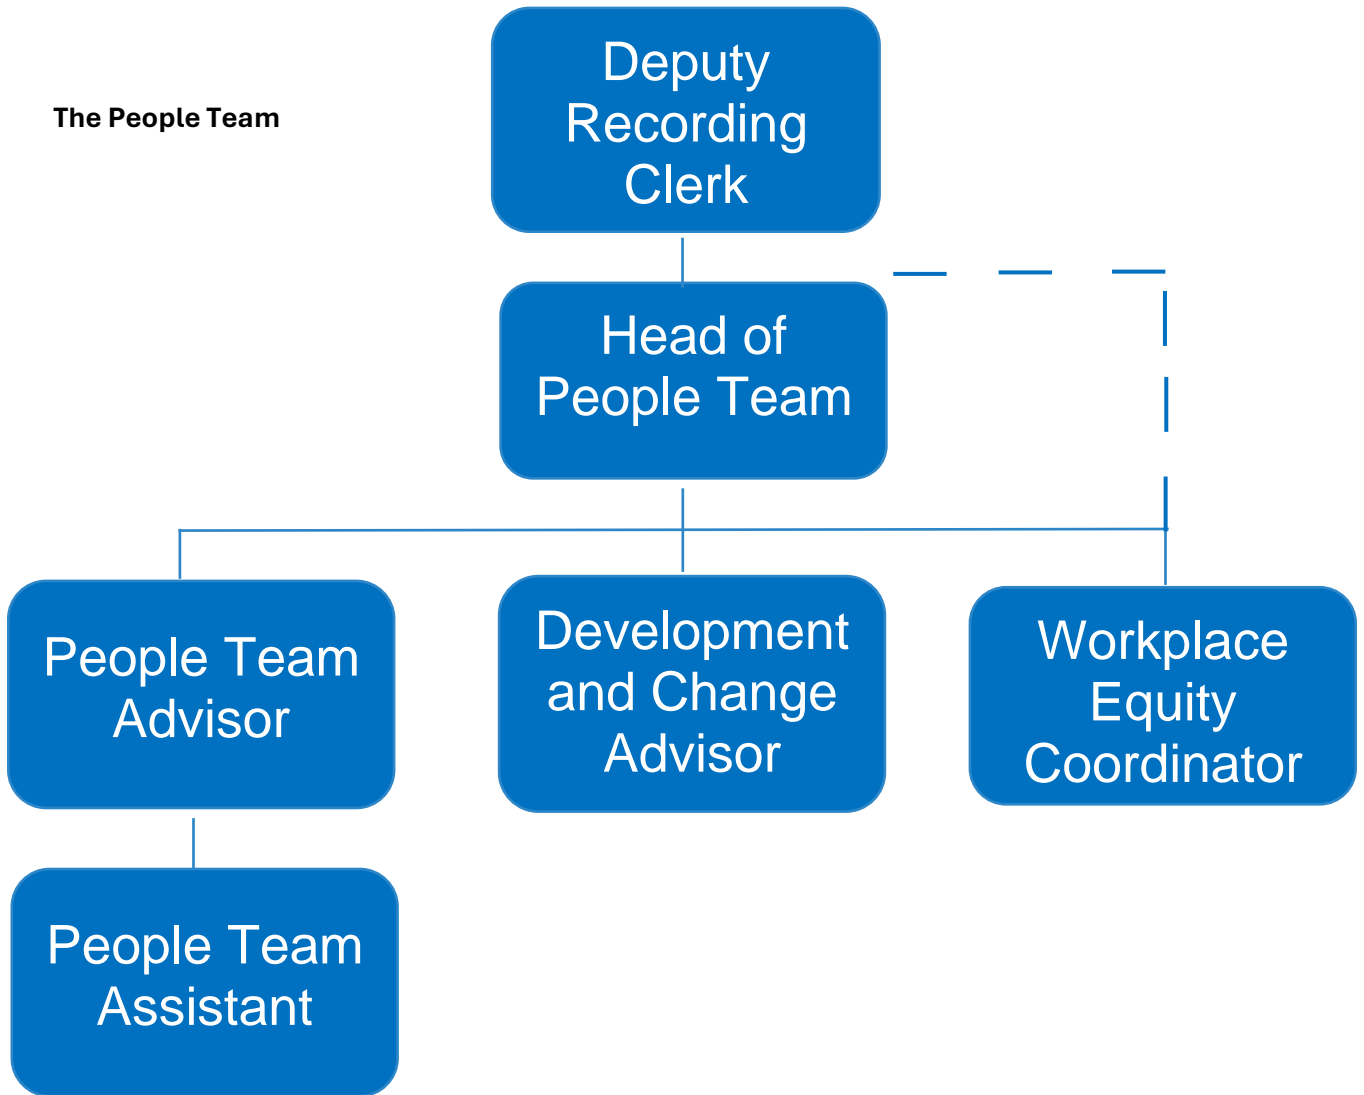 The People Team
Deputy
Recording
Clerk
Head of
People Team
People Team
Advisor
Development
and Change
Advisor
Workplace
Equity
Coordinator
People Team
Assistant